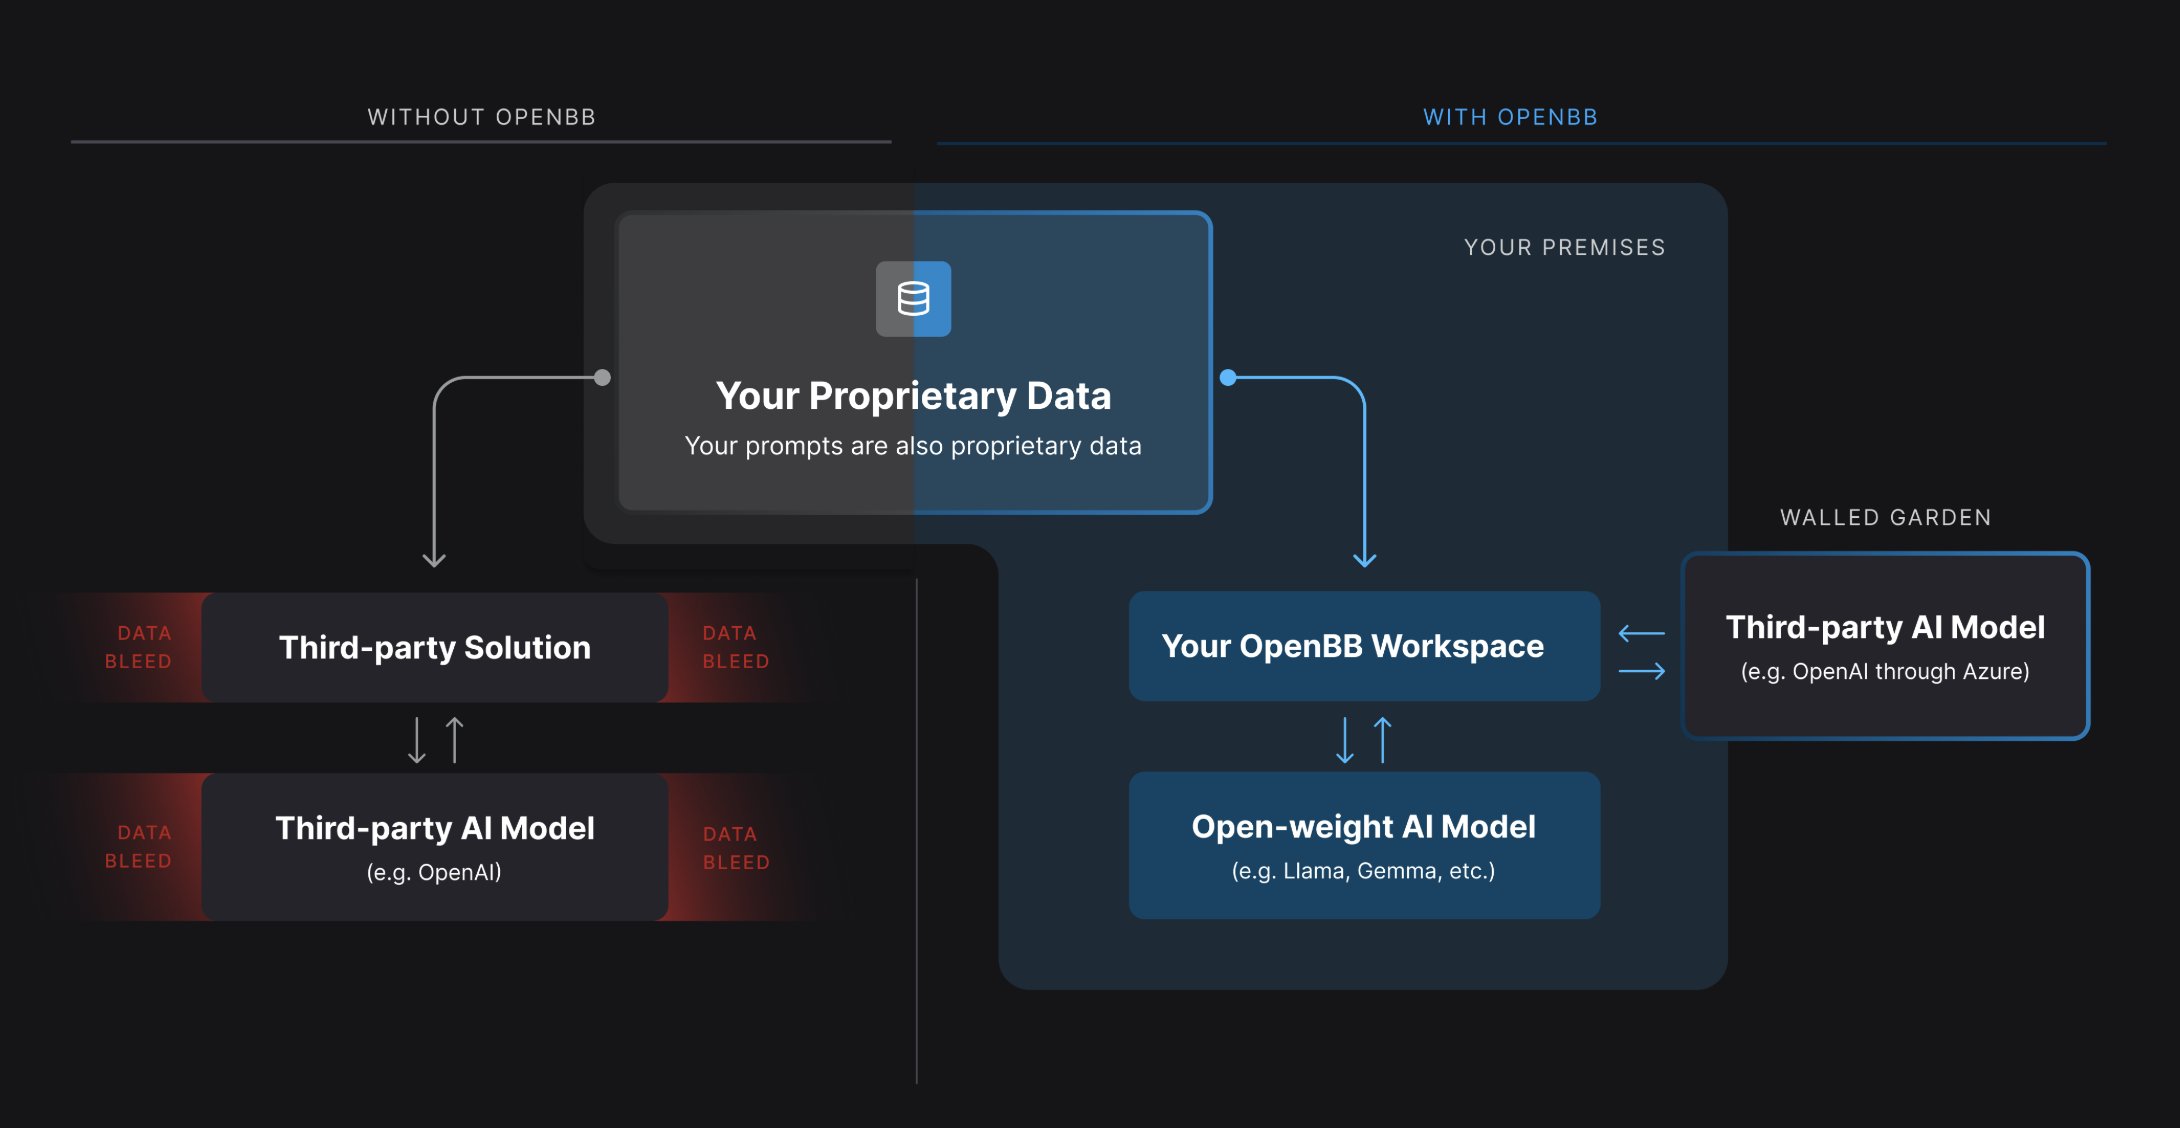 WITHOUT OPENBB
WITH OPENBB
YOUR PREMISES
Your Proprietary Data
Your prompts are also proprietary data
DATA
BLEED
Third-party Solution
DATA
BLEED
DATA
BLEED
Third-party AI Model
(e.g. OpenAI)
DATA
BLEED
Your OpenBB Workspace
Open-weight AI Model
(e.g. Llama, Gemma, etc.)
WALLED GARDEN
Third-party AI Model
(e.g. OpenAI through Azure)